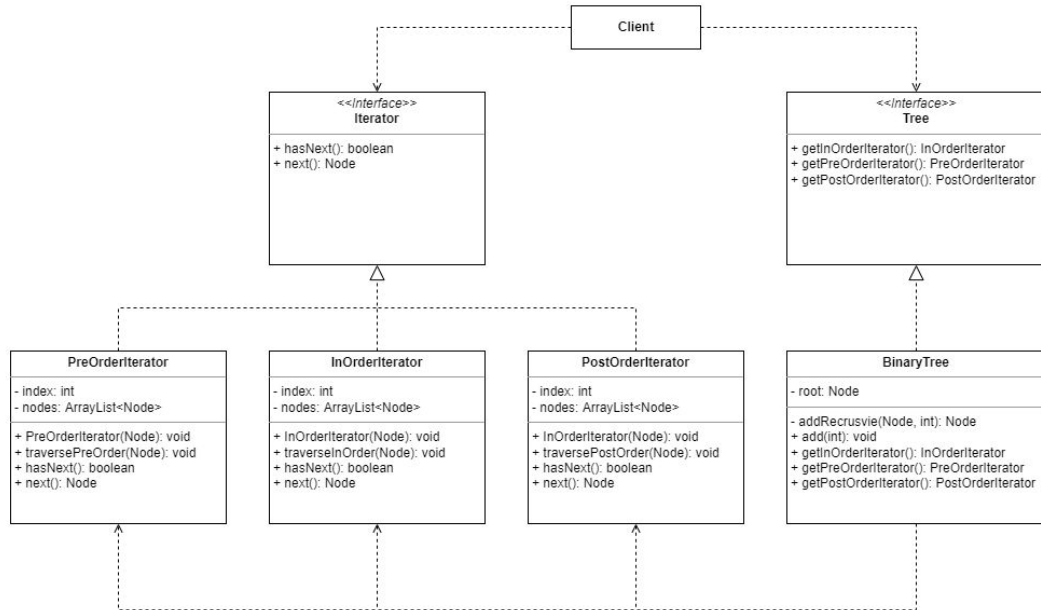 Client
<<Interface>>
Iterator
+ hasNext(): boolean
+ next(): Node
<<Interface>>
Tree
+ getInOrderIterator(): InOrderIterator
+ getPreOrderIterator(): PreOrderIterator
+ getPostOrderIterator(): PostOrderIterator
PreOrderIterator
- index: int
- nodes: ArrayList<Node>
+ PreOrderIterator(Node): void
+ traversePreOrder(Node): void
+ hasNext(): boolean
+ next(): Node
InOrderIterator
- index: int
- nodes: ArrayList<Node>
+ InOrderIterator(Node): void
+ traverseInOrder(Node): void
+ hasNext(): boolean
+ next(): Node
PostOrderIterator
- index: int
- nodes: ArrayList<Node>
+ InOrderIterator(Node): void
+ traversePostOrder(Node): void
+ hasNext(): boolean
+ next(): Node
BinaryTree
- root: Node
- addRecrusvie(Node, int): Node
+ add(int): void
+ getInOrderIterator(): InOrderIterator
+ getPreOrderIterator(): PreOrderIterator
+ getPostOrderIterator(): PostOrderIterator